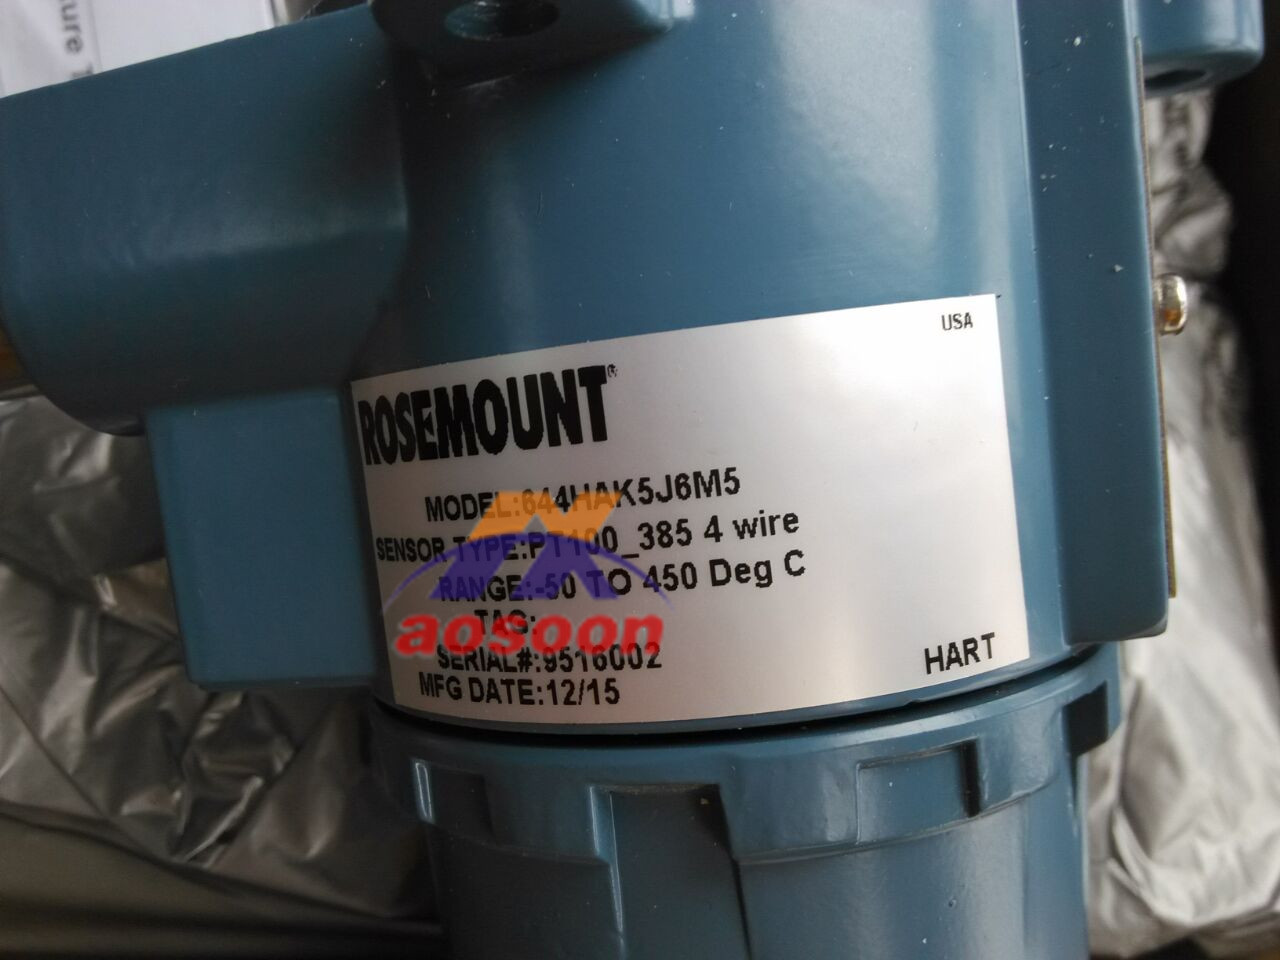 ure
USA
ROSEMOUNT®
MODEL:644HAK5J6M5
SENSOR TYPE:PT100_385 4 wire
RANGE:-50 TO 450 Deg C
TAG:
aosoon
SERIAL#:9516002
HART
MFG DATE:12/15